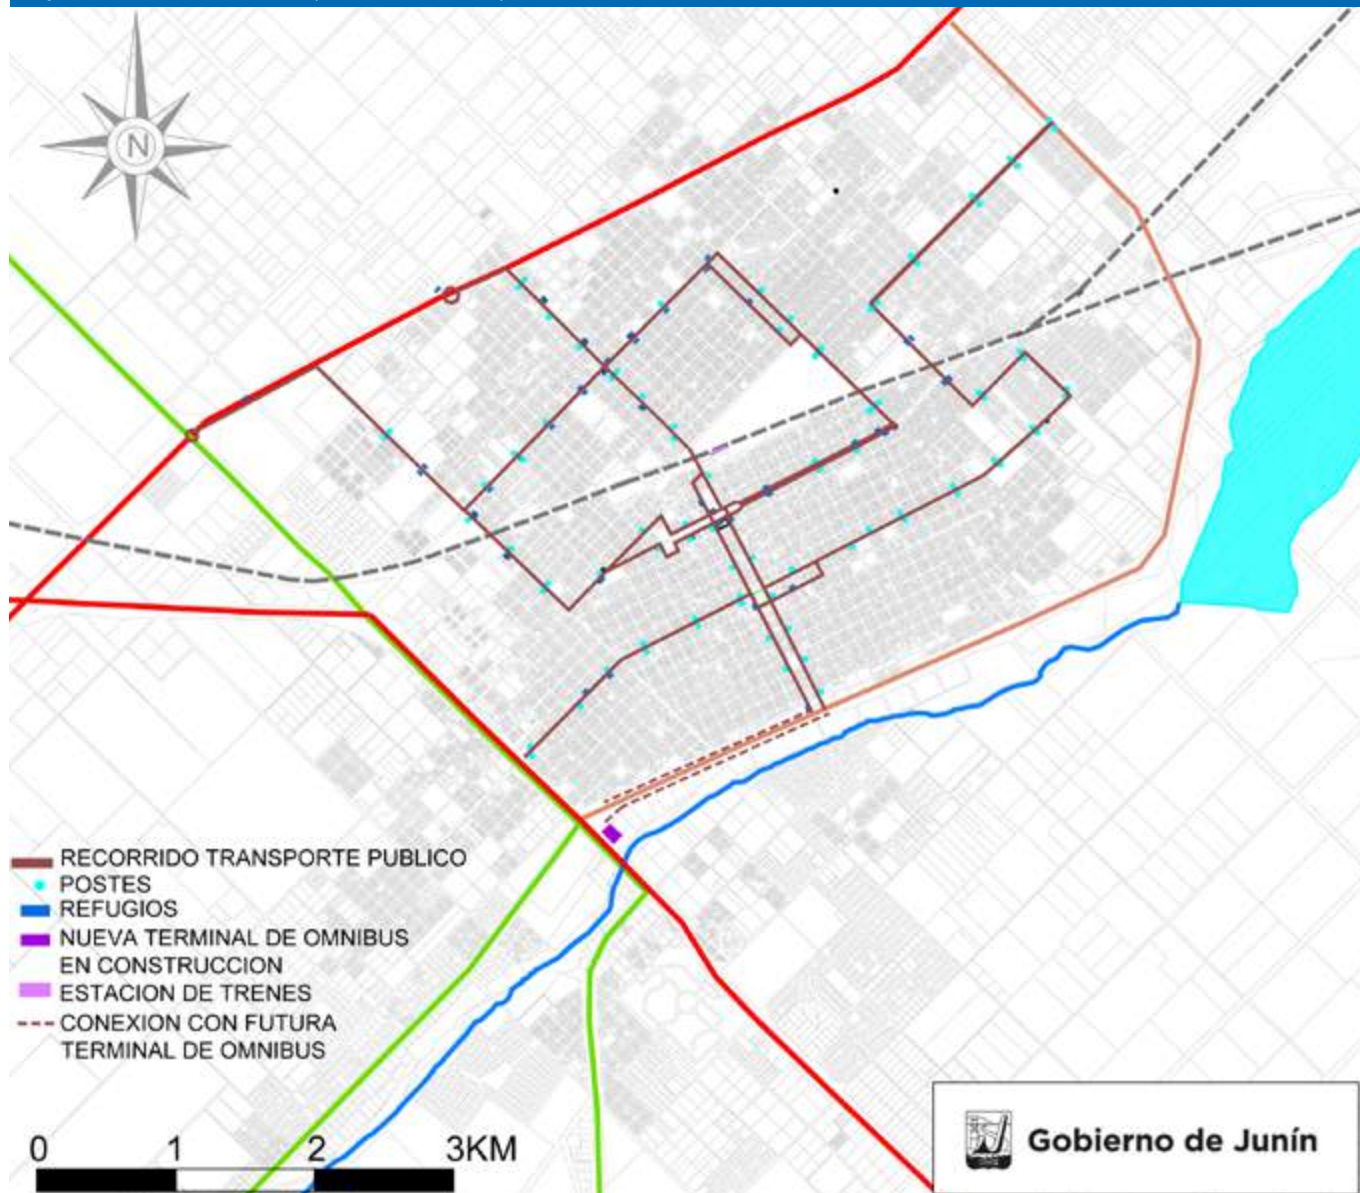 N
RECORRIDO TRANSPORTE PUBLICO
POSTES
REFUGIOS
NUEVA TERMINAL DE OMNIBUS
EN CONSTRUCCION
ESTACION DE TRENES
CONEXION CON FUTURA
TERMINAL DE OMNIBUS
0 1 2 3KM
Gobierno de Junín